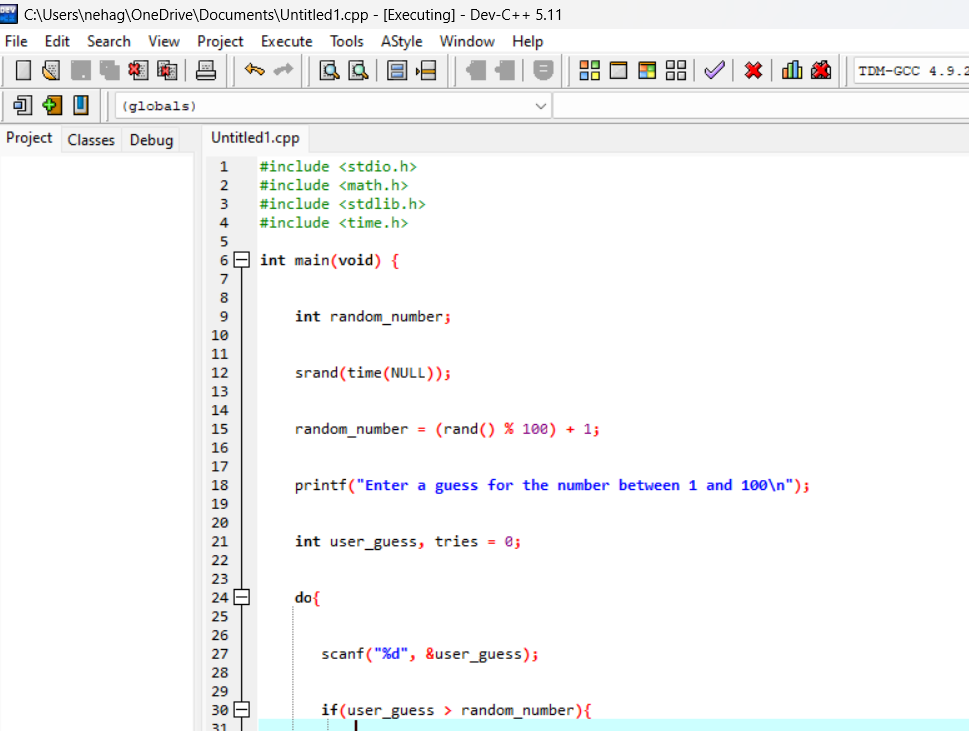 C:\Users\nehag\OneDrive\Documents\Untitled1.cpp - [Executing] - Dev-C++ 5.11
File Edit Search View Project Execute Tools AStyle Window Help
TDM-GCC 4.9.2
(globals)
Project Classes Debug Untitled1.cpp
1 #include <stdio.h>
2 #include <math.h>
3 #include <stdlib.h>
4 #include <time.h>
5
6 int main(void) {
7
8
9 int random_number;
10
11
12 srand(time(NULL));
13
14
15 random_number = (rand() % 100) + 1;
16
17
18 printf("Enter a guess for the number between 1 and 100\n");
19
20
21 int user_guess, tries = 0;
22
23
24 do{
25
26
27 scanf("%d", &user_guess);
28
29
30 if(user_guess > random_number){
31